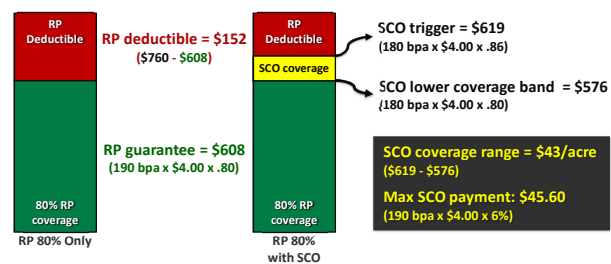 RP
Deductible
RP deductible = $152
($760 - $608)
RP guarantee = $608
(190 bpa x $4.00 x .80)
80% RP
coverage
RP 80% Only
RP
Deductible
SCO coverage
80% RP
coverage
RP 80%
with SCO
SCO trigger = $619
(180 bpa x $4.00 x .86)
SCO lower coverage band = $576
(180 bpa x $4.00 x .80)
SCO coverage range = $43/acre
($619 - $576)
Max SCO payment: $45.60
(190 bpa x $4.00 x 6%)